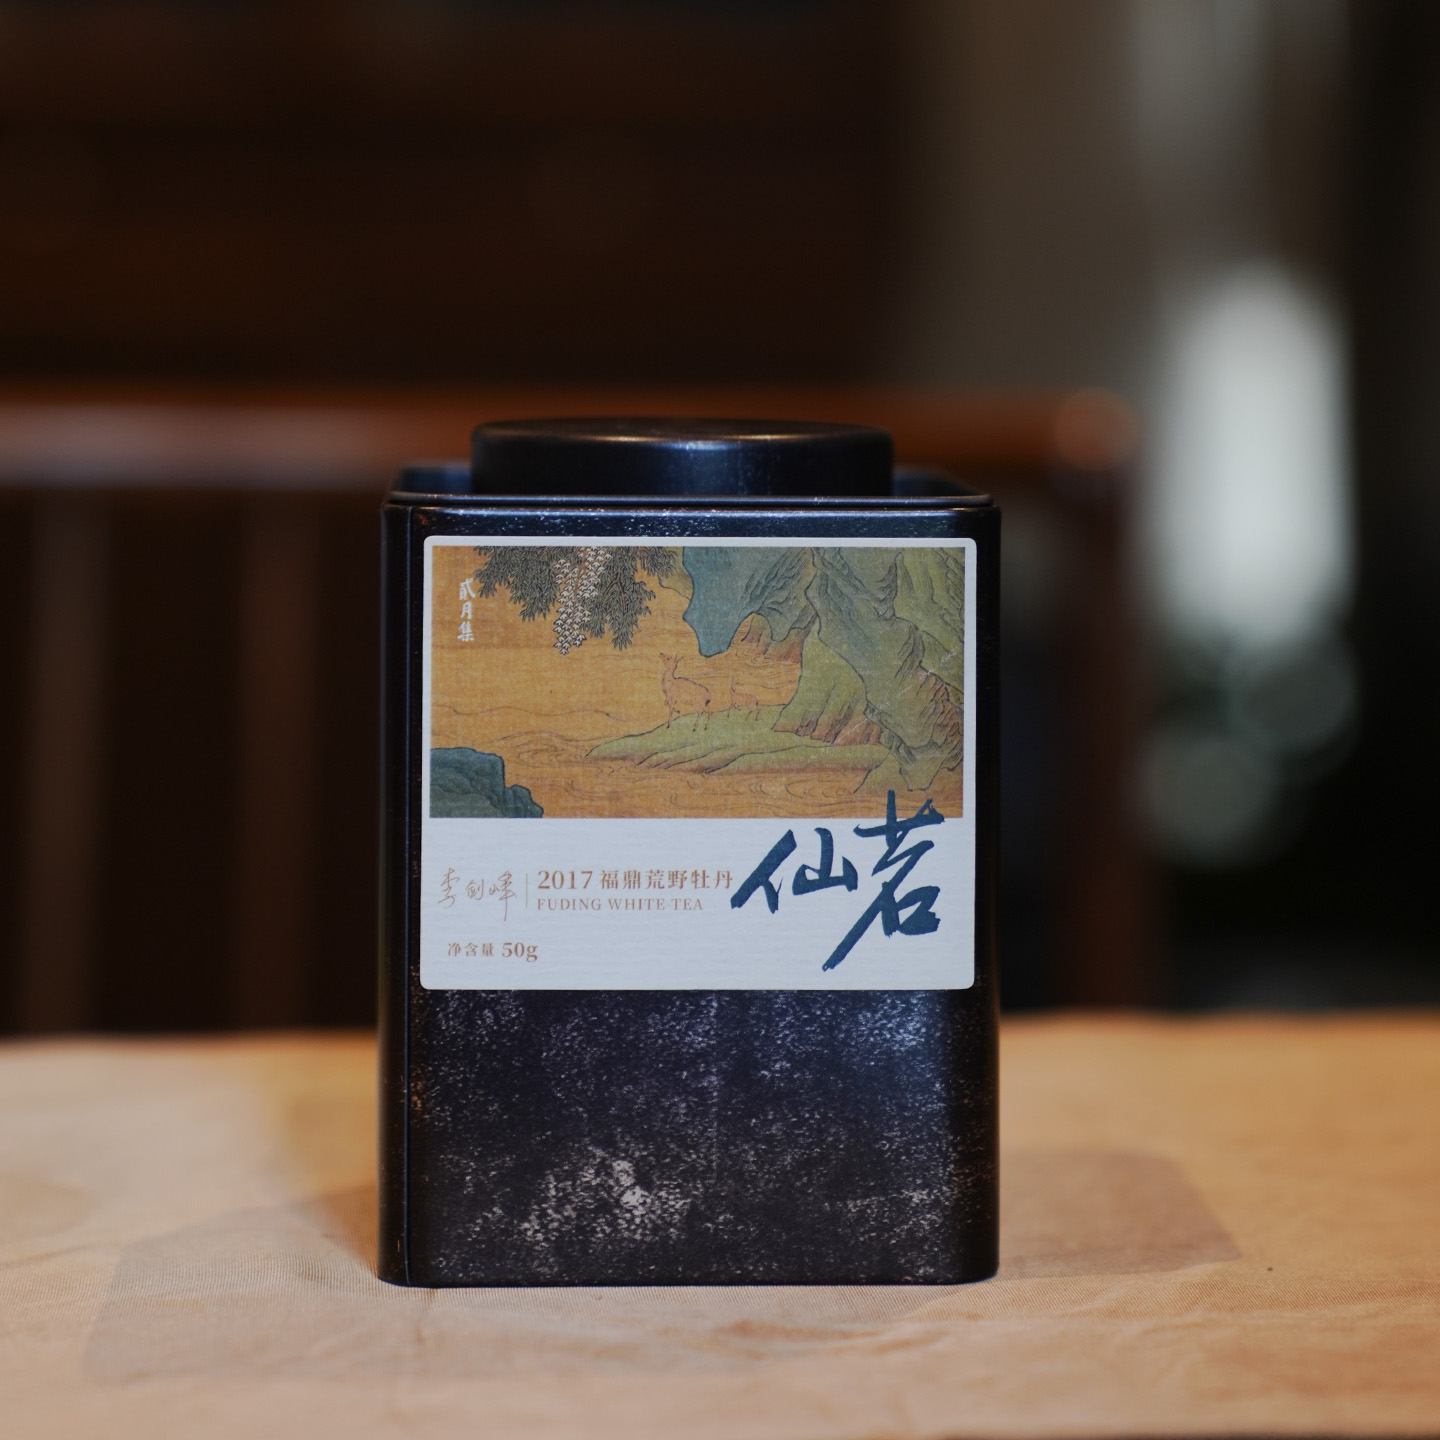 贰月集
仙茗
李剑峰
2017 福鼎荒野牡丹
FUDING WHITE TEA
净含量 50g